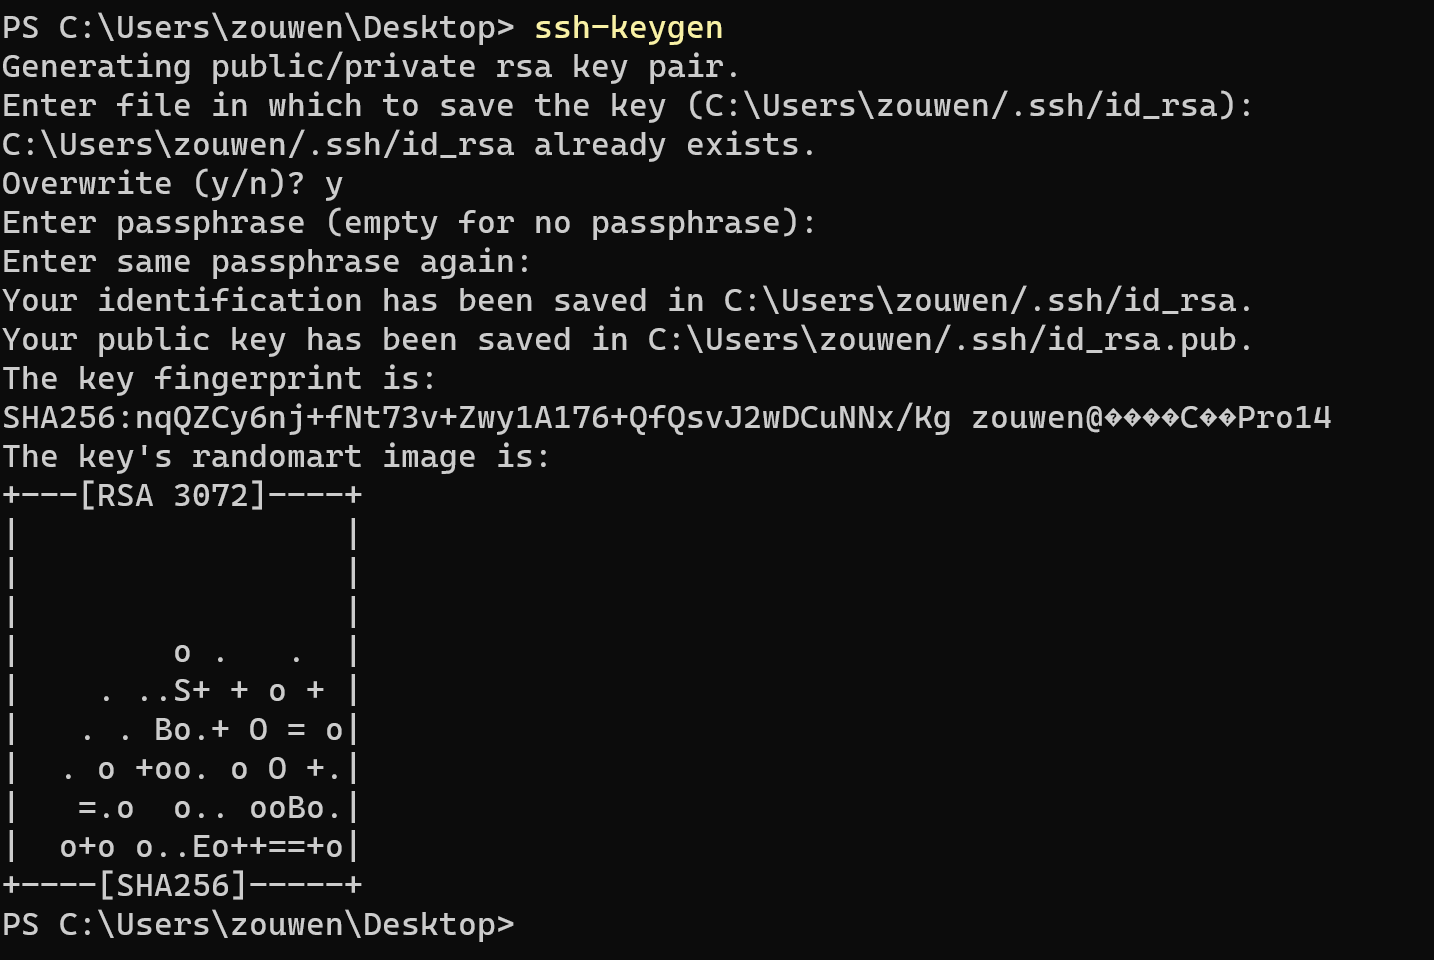 PS C:\Users\zouwen\Desktop> ssh-keygen
Generating public/private rsa key pair.
Enter file in which to save the key (C:\Users\zouwen/.ssh/id_rsa):
C:\Users\zouwen/.ssh/id_rsa already exists.
Overwrite (y/n)? y
Enter passphrase (empty for no passphrase):
Enter same passphrase again:
Your identification has been saved in C:\Users\zouwen/.ssh/id_rsa.
Your public key has been saved in C:\Users\zouwen/.ssh/id_rsa.pub.
The key fingerprint is:
SHA256:nqQZCy6nj+fNt73v+Zwy1A176+QfQsvJ2wDCuNNx/Kg zouwen@����C��Pro14
The key's randomart image is:
+---[RSA 3072]----+
|                 |
|                 |
|                 |
|        o .   .  |
|    . ..S+ + o + |
|   . . Bo.+ O = o|
|  . o +oo. o O +.|
|   =.o  o.. ooBo.|
|  o+o o..Eo++==+o|
+----[SHA256]-----+
PS C:\Users\zouwen\Desktop>